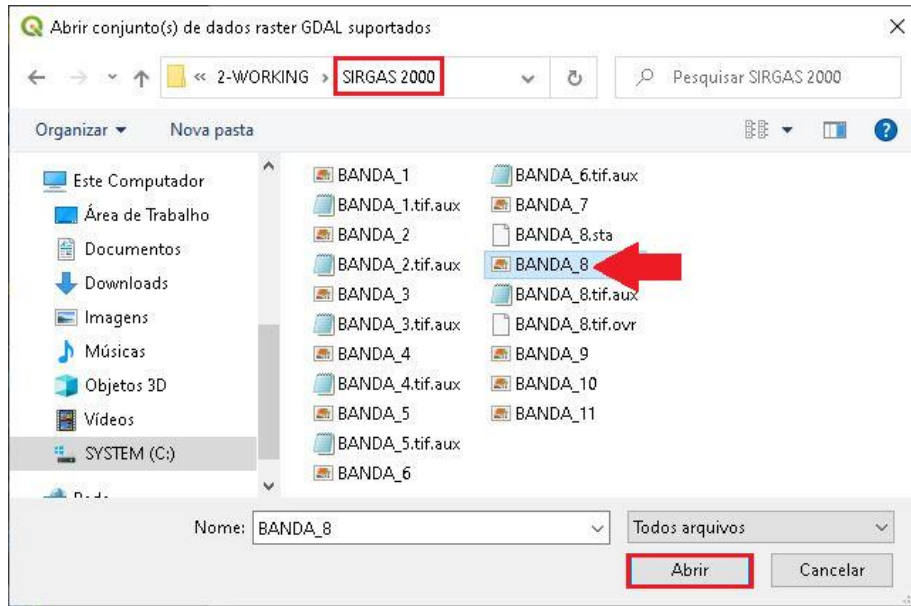 Abrir conjunto(s) de dados raster GDAL suportados
« 2-WORKING › SIRGAS 2000
Pesquisar SIRGAS 2000
Organizar
Nova pasta
Este Computador
Área de Trabalho
Documentos
Downloads
Imagens
Músicas
Objetos 3D
Vídeos
SYSTEM (C:)
BANDA_1
BANDA_1.tif.aux
BANDA_2
BANDA_2.tif.aux
BANDA_3
BANDA_3.tif.aux
BANDA_4
BANDA_4.tif.aux
BANDA_5
BANDA_5.tif.aux
BANDA_6
BANDA_6.tif.aux
BANDA_7
BANDA_8.sta
BANDA_8
BANDA_8.tif.aux
BANDA_8.tif.ovr
BANDA_9
BANDA_10
BANDA_11
Nome: BANDA_8
Todos arquivos
Abrir
Cancelar